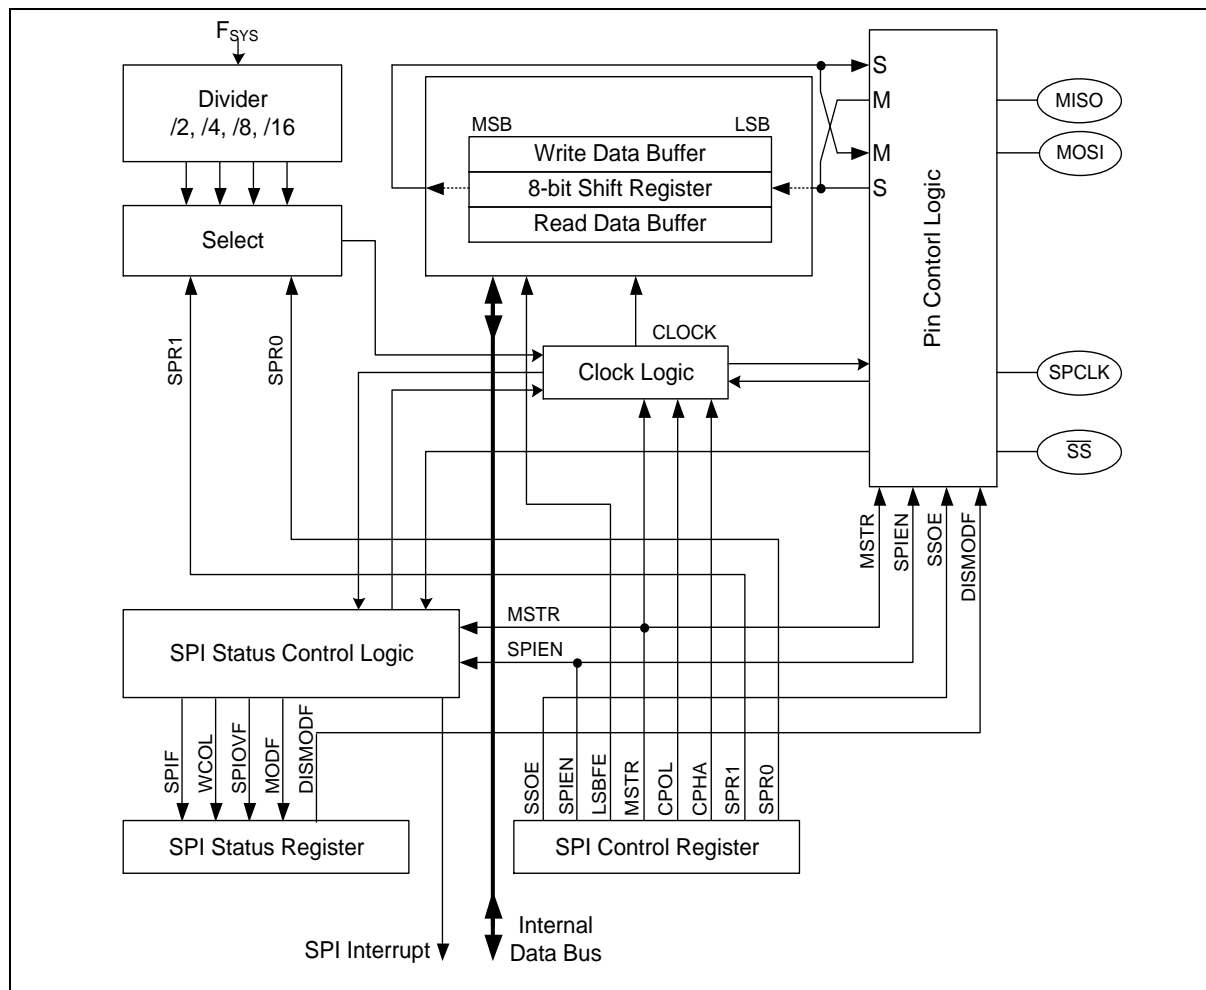 FSYS
Divider
/2, /4, /8, /16
Select
MSB
LSB
Write Data Buffer
8-bit Shift Register
Read Data Buffer
S
M
M
S
Pin Contorl Logic
MISO
MOSI
SPCLK
SS
SPR1
SPR0
CLOCK
Clock Logic
MSTR
SPIEN
SSOE
DISMODF
MSTR
SPIEN
SPI Status Control Logic
SPIF
WCOL
SPIOVF
MODF
DISMODF
SSOE
SPIEN
LSBFE
MSTR
CPOL
CPHA
SPR1
SPR0
SPI Status Register
SPI Control Register
SPI Interrupt
Internal
Data Bus